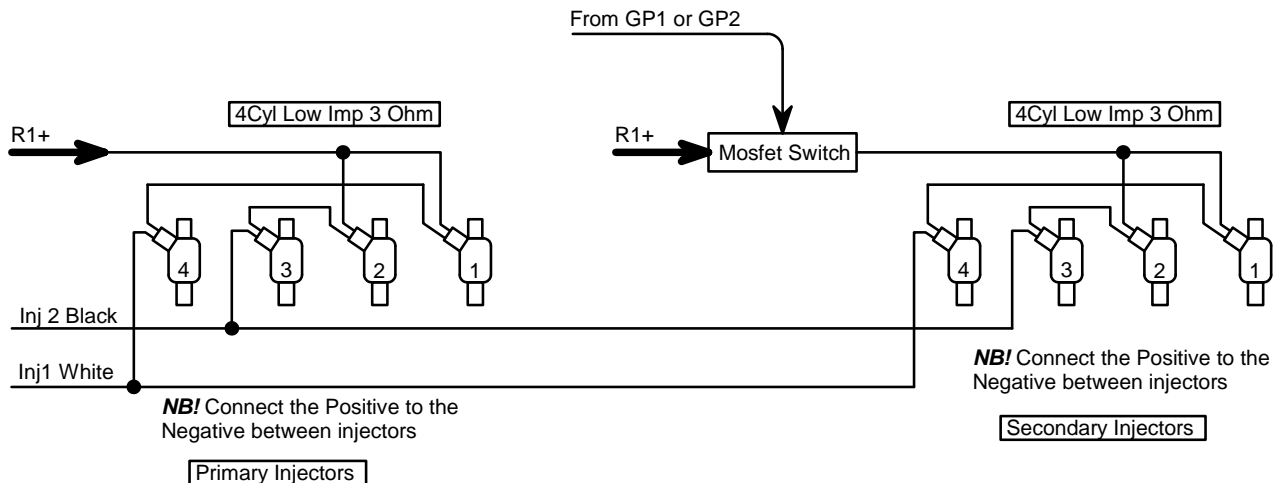 From GP1 or GP2
4Cyl Low Imp 3 Ohm
4Cyl Low Imp 3 Ohm
R1+
R1+
Mosfet Switch
4
3
2
1
4
3
2
1
Inj 2 Black
Inj1 White
NB! Connect the Positive to the
Negative between injectors
NB! Connect the Positive to the
Negative between injectors
Secondary Injectors
Primary Injectors